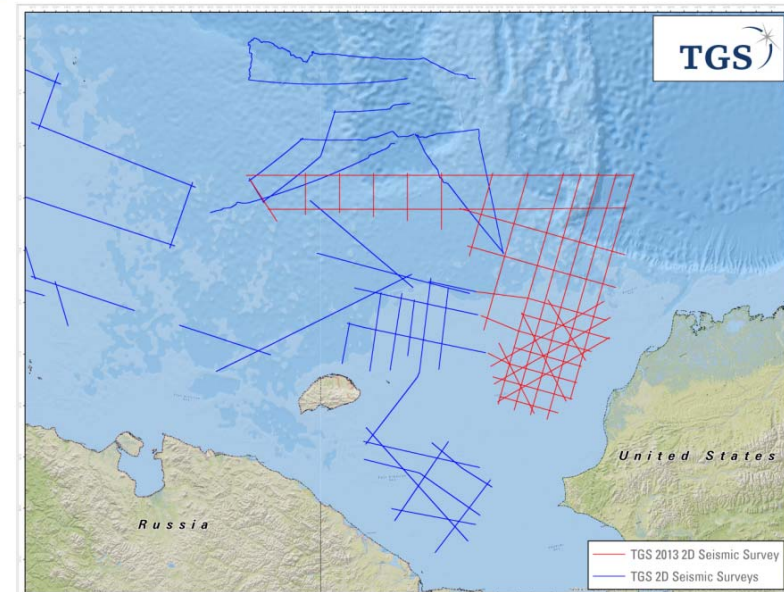 TGS
United States
Russia
TGS 2013 2D Seismic Survey
TGS 2D Seismic Surveys